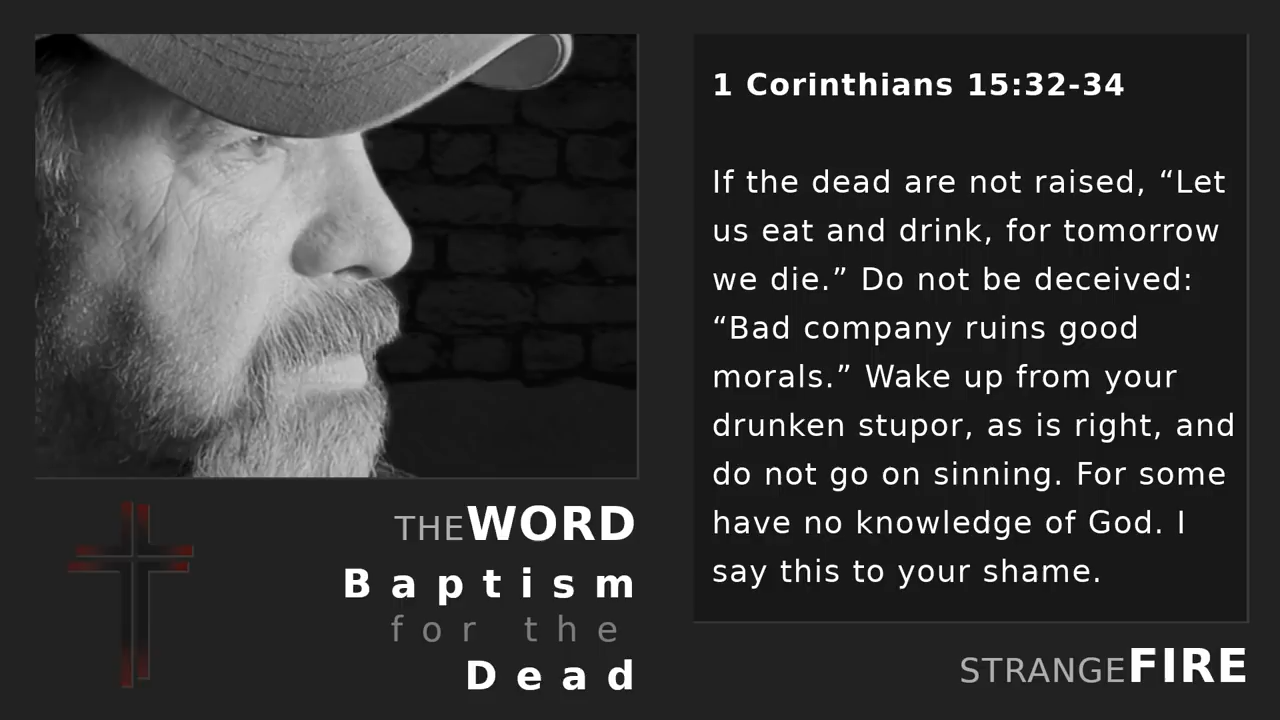 THEWORD
Baptism
for the
Dead
1 Corinthians 15:32-34
If the dead are not raised, “Let
us eat and drink, for tomorrow
we die.” Do not be deceived:
“Bad company ruins good
morals.” Wake up from your
drunken stupor, as is right, and
do not go on sinning. For some
have no knowledge of God. I
say this to your shame.
STRANGEFIRE